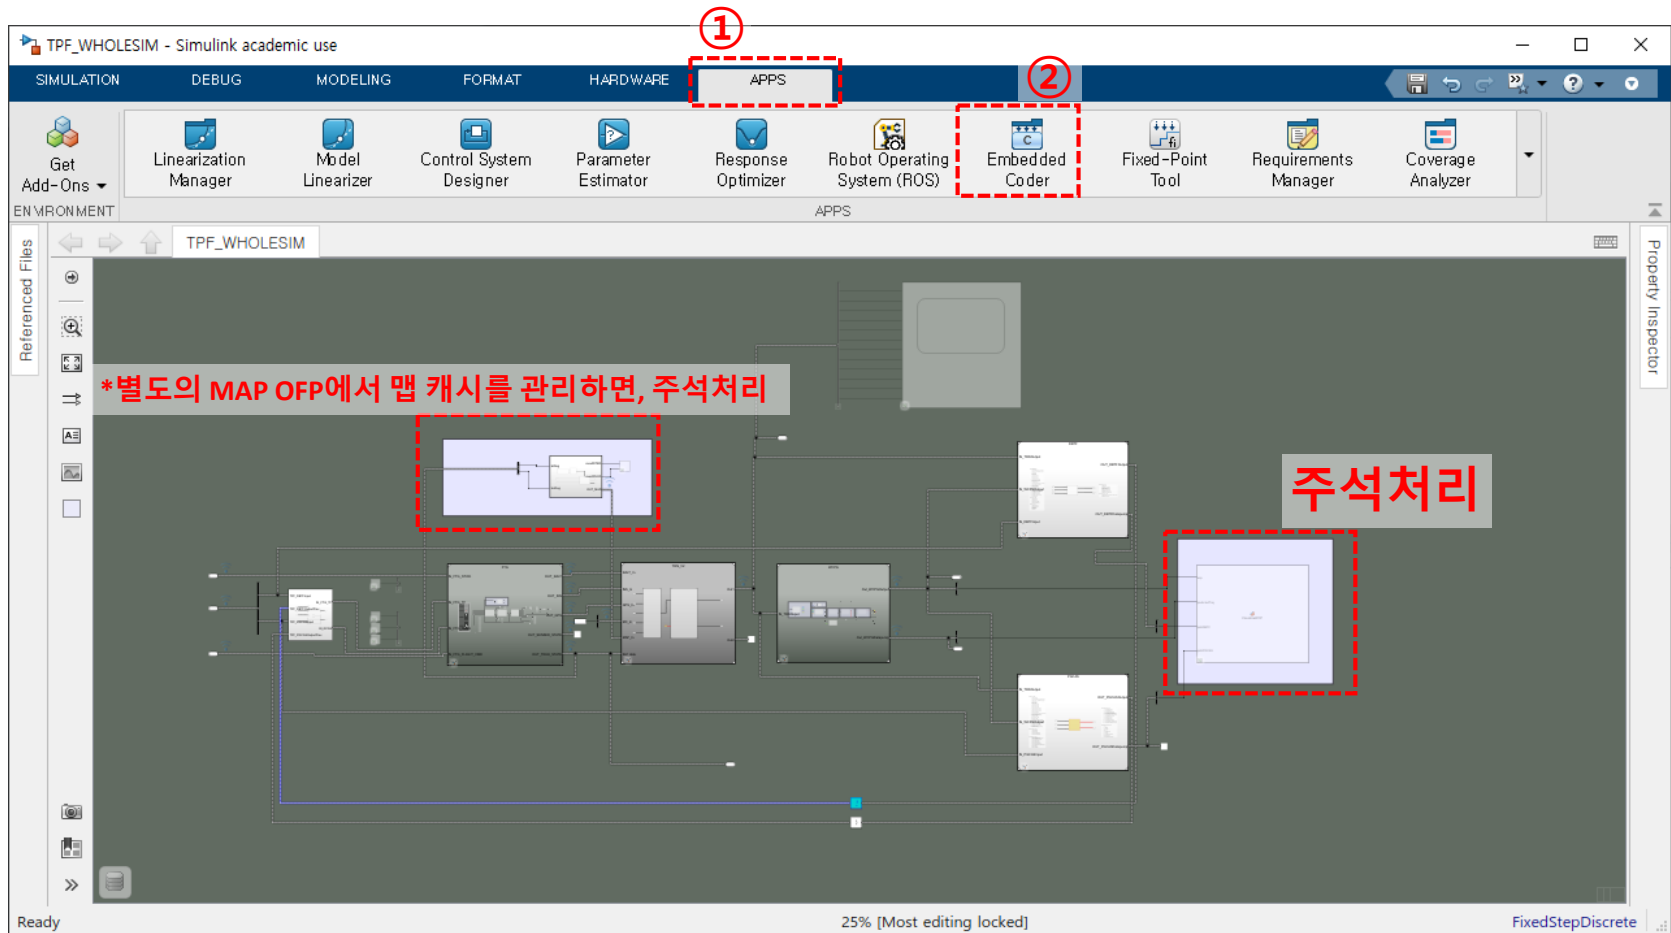 ①
TPF_WHOLESIM - Simulink academic use
SIMULATION DEBUG MODELING FORMAT HARDWARE APPS
②
Get Add-Ons
Linearization Manager
Model Linearizer
Control System Designer
Parameter Estimator
Response Optimizer
Robot Operating System (ROS)
Embedded Coder
Fixed-Point Tool
Requirements Manager
Coverage Analyzer
ENVIRONMENT APPS
Referenced Files
TPF_WHOLESIM
Property Inspector
*별도의 MAP OFP에서 맵 캐시를 관리하면, 주석처리
주석처리
Ready 25% [Most editing locked] FixedStepDiscrete